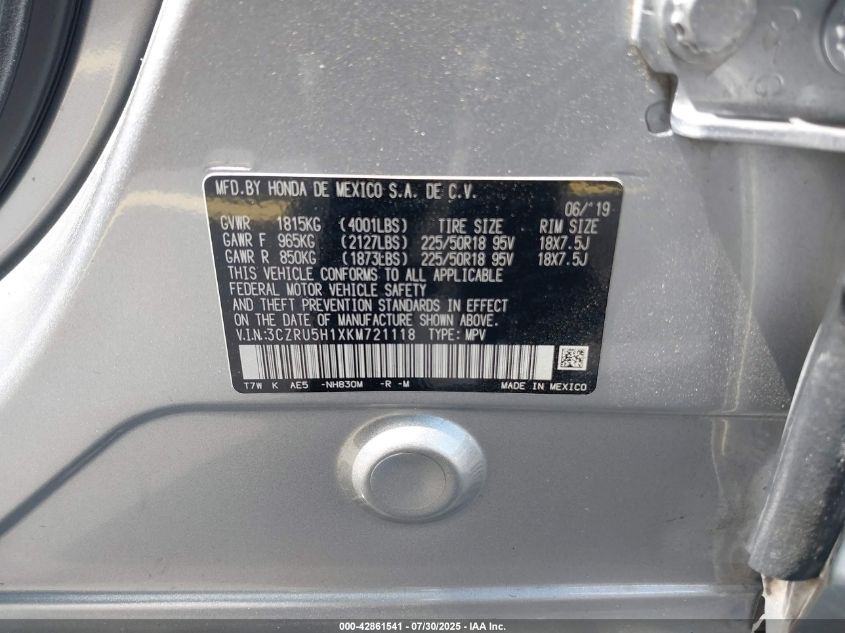 MFD.BY HONDA DE MEXICO S.A. DE C.V.
06/'19
GVWR 1815KG (4001LBS) TIRE SIZE RIM SIZE
GAWR F 965KG (2127LBS) 225/50R18 95V 18X7.5J
GAWR R 850KG (1873LBS) 225/50R18 95V 18X7.5J
THIS VEHICLE CONFORMS TO ALL APPLICABLE
FEDERAL MOTOR VEHICLE SAFETY
AND THEFT PREVENTION STANDARDS IN EFFECT
ON THE DATE OF MANUFACTURE SHOWN ABOVE.
V.I.N.:3CZRU5H1XKM721118 TYPE: MPV
T7W K AE5 -NH830M -R -M MADE IN MEXICO
000-42861541 / 07/30/2025 - IAA Inc.